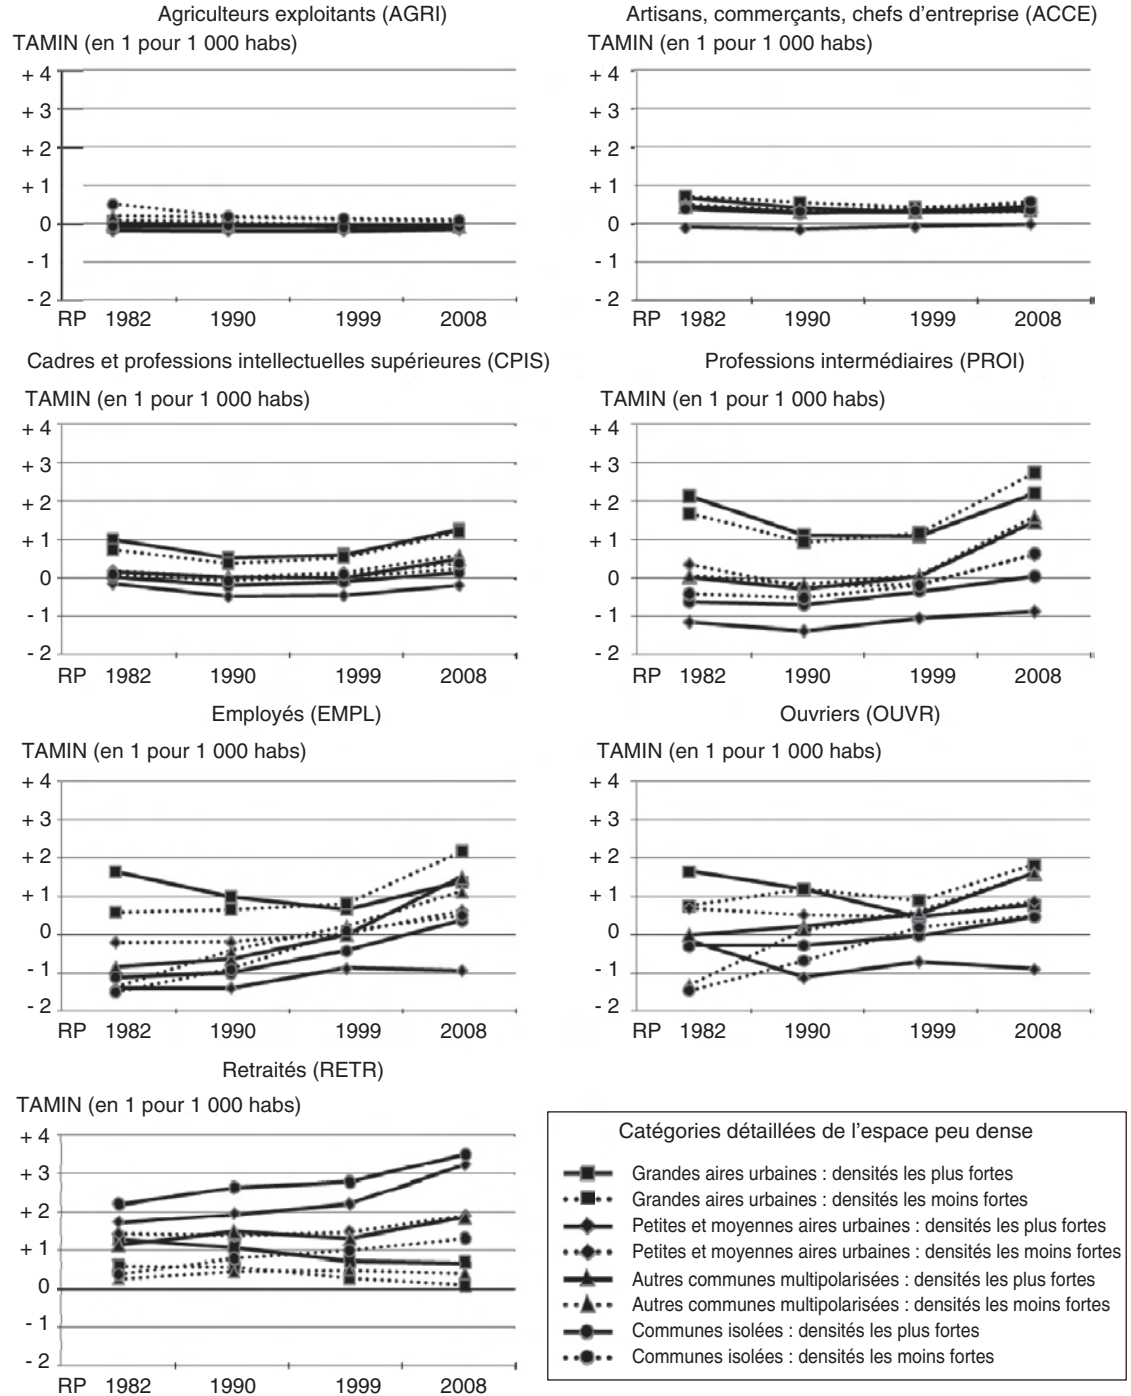 Agriculteurs exploitants (AGRI)
TAMIN (en 1 pour 1 000 habs)
+ 4
+ 3
+ 2
+ 1
0
- 1
- 2
RP 1982 1990 1999 2008
Artisans, commerçants, chefs d'entreprise (ACCE)
TAMIN (en 1 pour 1 000 habs)
+ 4
+ 3
+ 2
+ 1
0
- 1
- 2
RP 1982 1990 1999 2008
Cadres et professions intellectuelles supérieures (CPIS)
TAMIN (en 1 pour 1 000 habs)
+ 4
+ 3
+ 2
+ 1
0
- 1
- 2
RP 1982 1990 1999 2008
Professions intermédiaires (PROI)
TAMIN (en 1 pour 1 000 habs)
+ 4
+ 3
+ 2
+ 1
0
- 1
- 2
RP 1982 1990 1999 2008
Employés (EMPL)
TAMIN (en 1 pour 1 000 habs)
+ 4
+ 3
+ 2
+ 1
0
- 1
- 2
RP 1982 1990 1999 2008
Ouvriers (OUVR)
TAMIN (en 1 pour 1 000 habs)
+ 4
+ 3
+ 2
+ 1
0
- 1
- 2
RP 1982 1990 1999 2008
Retraités (RETR)
TAMIN (en 1 pour 1 000 habs)
+ 4
+ 3
+ 2
+ 1
0
- 1
- 2
RP 1982 1990 1999 2008
Catégories détaillées de l'espace peu dense
Grandes aires urbaines : densités les plus fortes
Grandes aires urbaines : densités les moins fortes
Petites et moyennes aires urbaines : densités les plus fortes
Petites et moyennes aires urbaines : densités les moins fortes
Autres communes multipolarisées : densités les plus fortes
Autres communes multipolarisées : densités les moins fortes
Communes isolées : densités les plus fortes
Communes isolées : densités les moins fortes